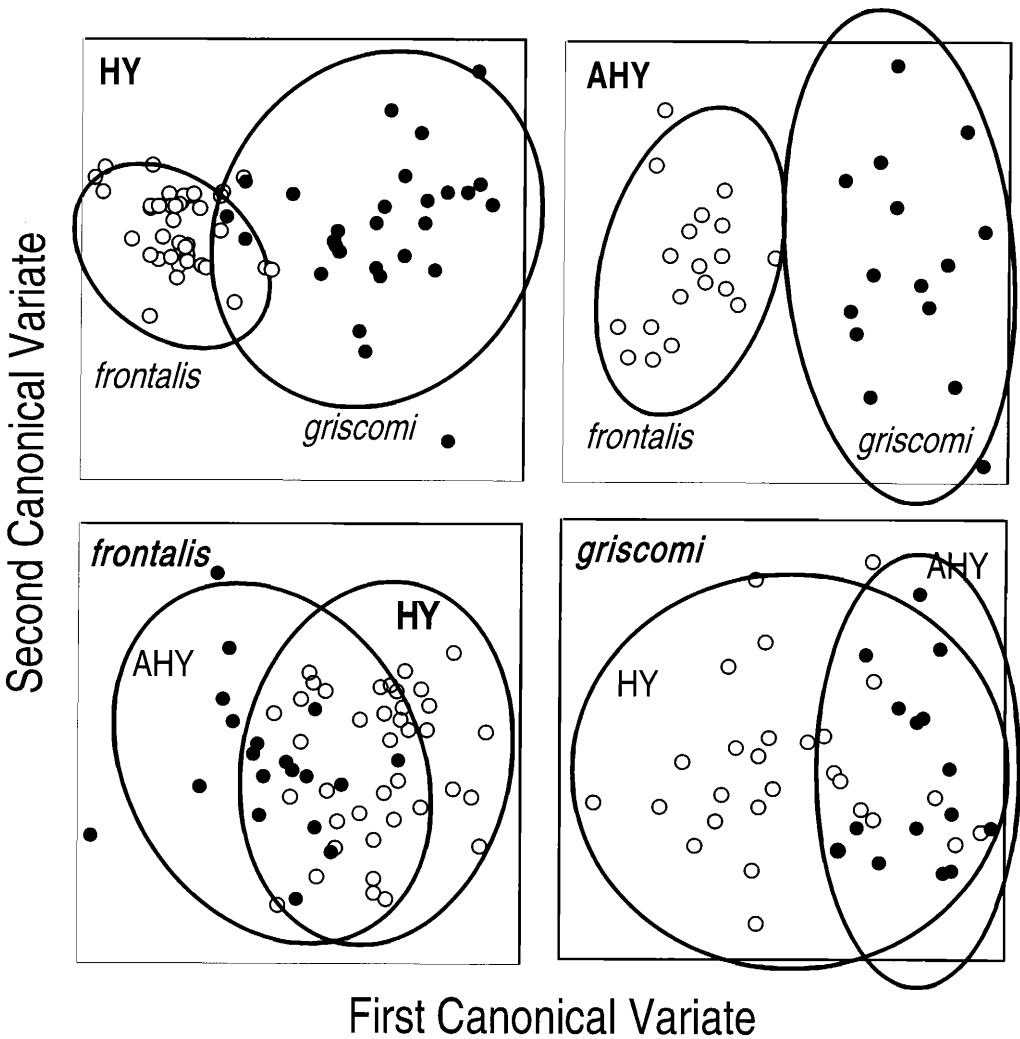 HY
AHY
frontalis
griscomi
frontalis
griscomi
frontalis
HY
AHY
griscomi
AHY
HY
Second Canonical Variate
First Canonical Variate